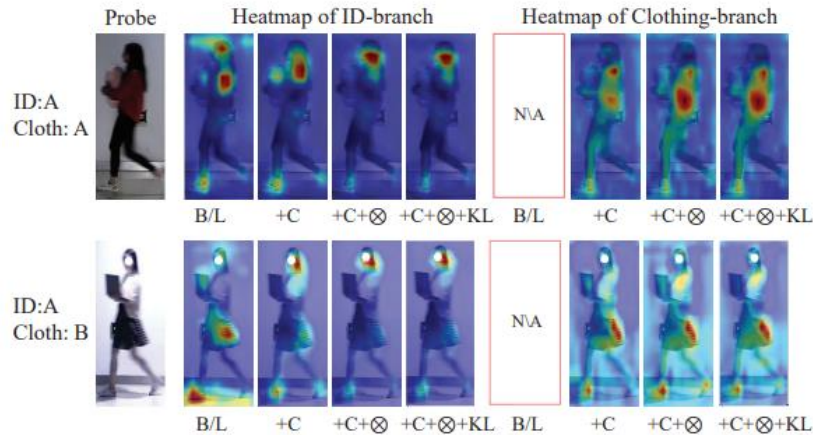 Probe Heatmap of ID-branch Heatmap of Clothing-branch
ID:A
Cloth: A
N\A
B/L +C +C+⊗ +C+⊗+KL B/L +C +C+⊗ +C+⊗+KL
ID:A
Cloth: B
N\A
B/L +C +C+⊗ +C+⊗+KL B/L +C +C+⊗ +C+⊗+KL